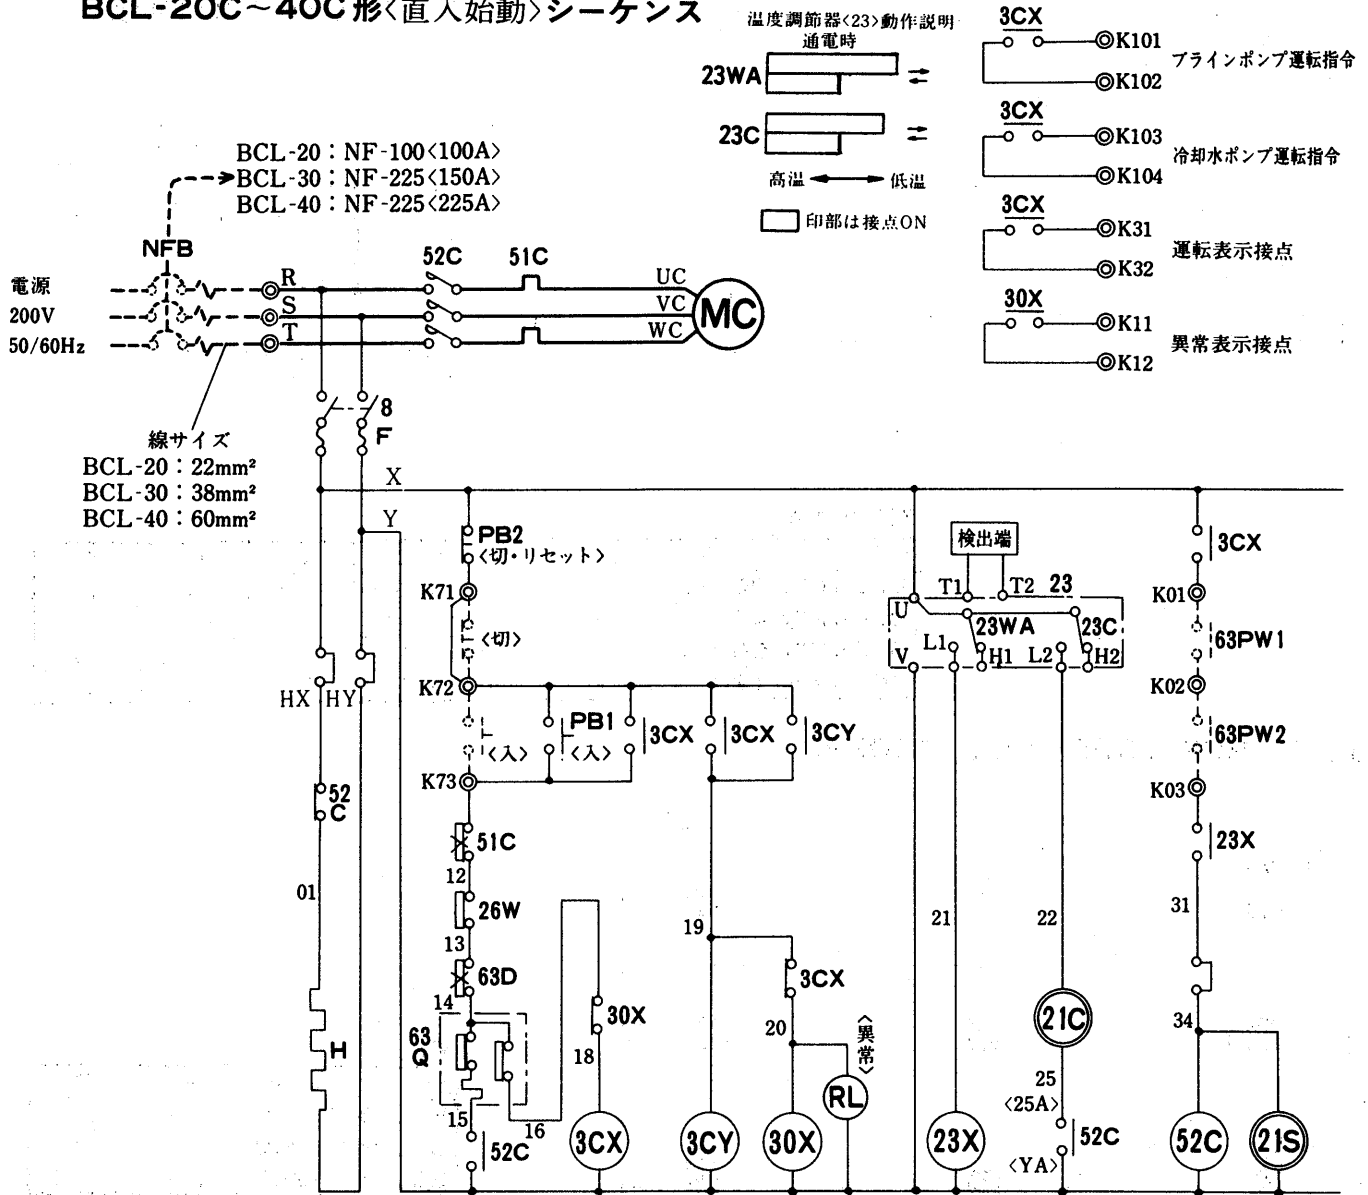 BCL-20C～40C形〈直入始動〉シーケンス
温度調節器〈23〉動作説明
通電時
23WA
23C
高温 低温
印部は接点ON
3CX
K101
K102
ブラインポンプ運転指令
3CX
K103
K104
冷却水ポンプ運転指令
3CX
K31
K32
運転表示接点
30X
K11
K12
異常表示接点
BCL-20：NF-100<100A>
BCL-30：NF-225<150A>
BCL-40：NF-225<225A>
NFB
電源
200V
50/60Hz
R
S
T
52C
51C
UC
VC
WC
MC
8
F
線サイズ
BCL-20：22mm²
BCL-30：38mm²
BCL-40：60mm²
X
Y
PB2
〈切・リセット〉
K71
〈切〉
K72
〈入〉
PB1
〈入〉
3CX
3CX
3CY
K73
51C
12
26W
13
63D
14
63
Q
15
16
52C
HX
HY
52
C
01
H
30X
18
3CX
19
3CY
3CX
20
30X
〈異常〉
RL
検出端
T1
T2
23
U
23WA
23C
V
L1
H1
L2
H2
21
22
23X
21C
25
<25A>
52C
<YA>
3CX
K01
63PW1
K02
63PW2
K03
23X
31
34
52C
21S